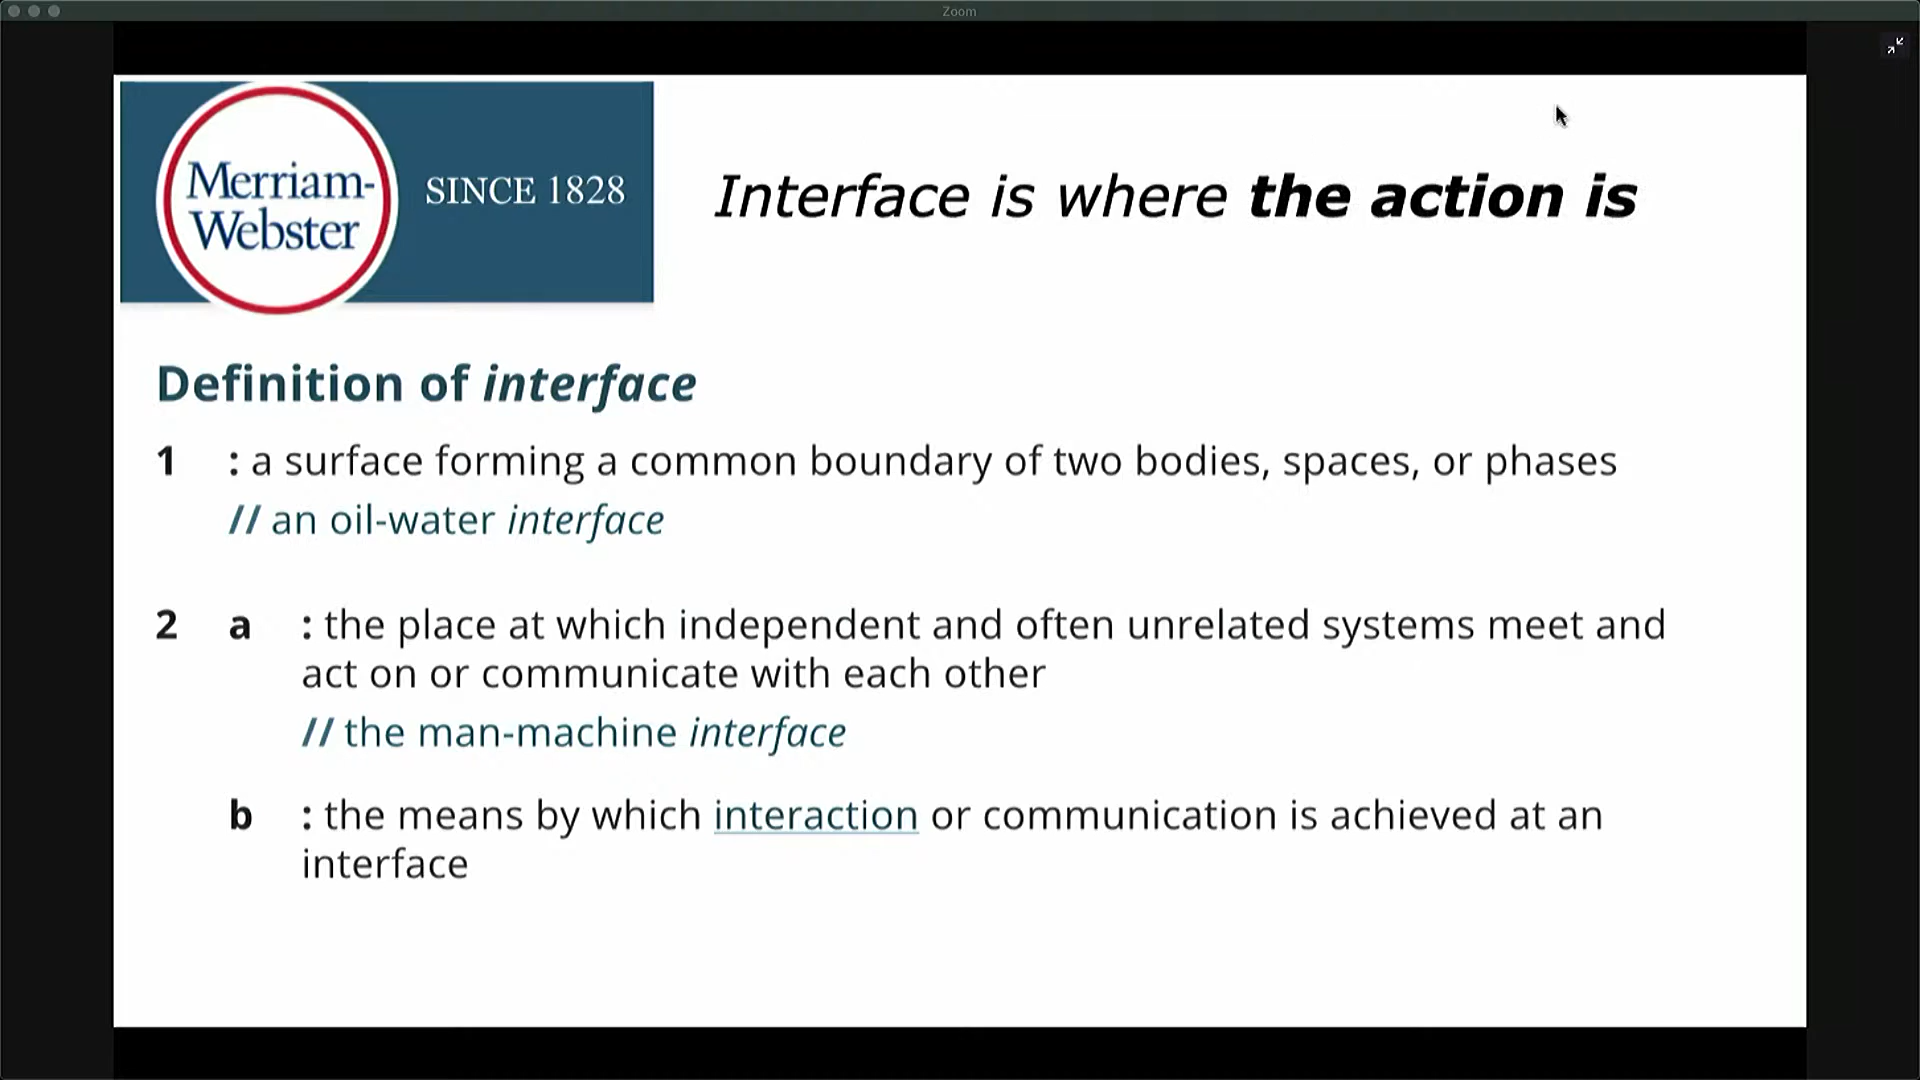 Zoom
Merriam-
Webster
SINCE 1828
Interface is where the action is
Definition of interface
1 : a surface forming a common boundary of two bodies, spaces, or phases
// an oil-water interface
2 a : the place at which independent and often unrelated systems meet and
act on or communicate with each other
// the man-machine interface
b : the means by which interaction or communication is achieved at an
interface